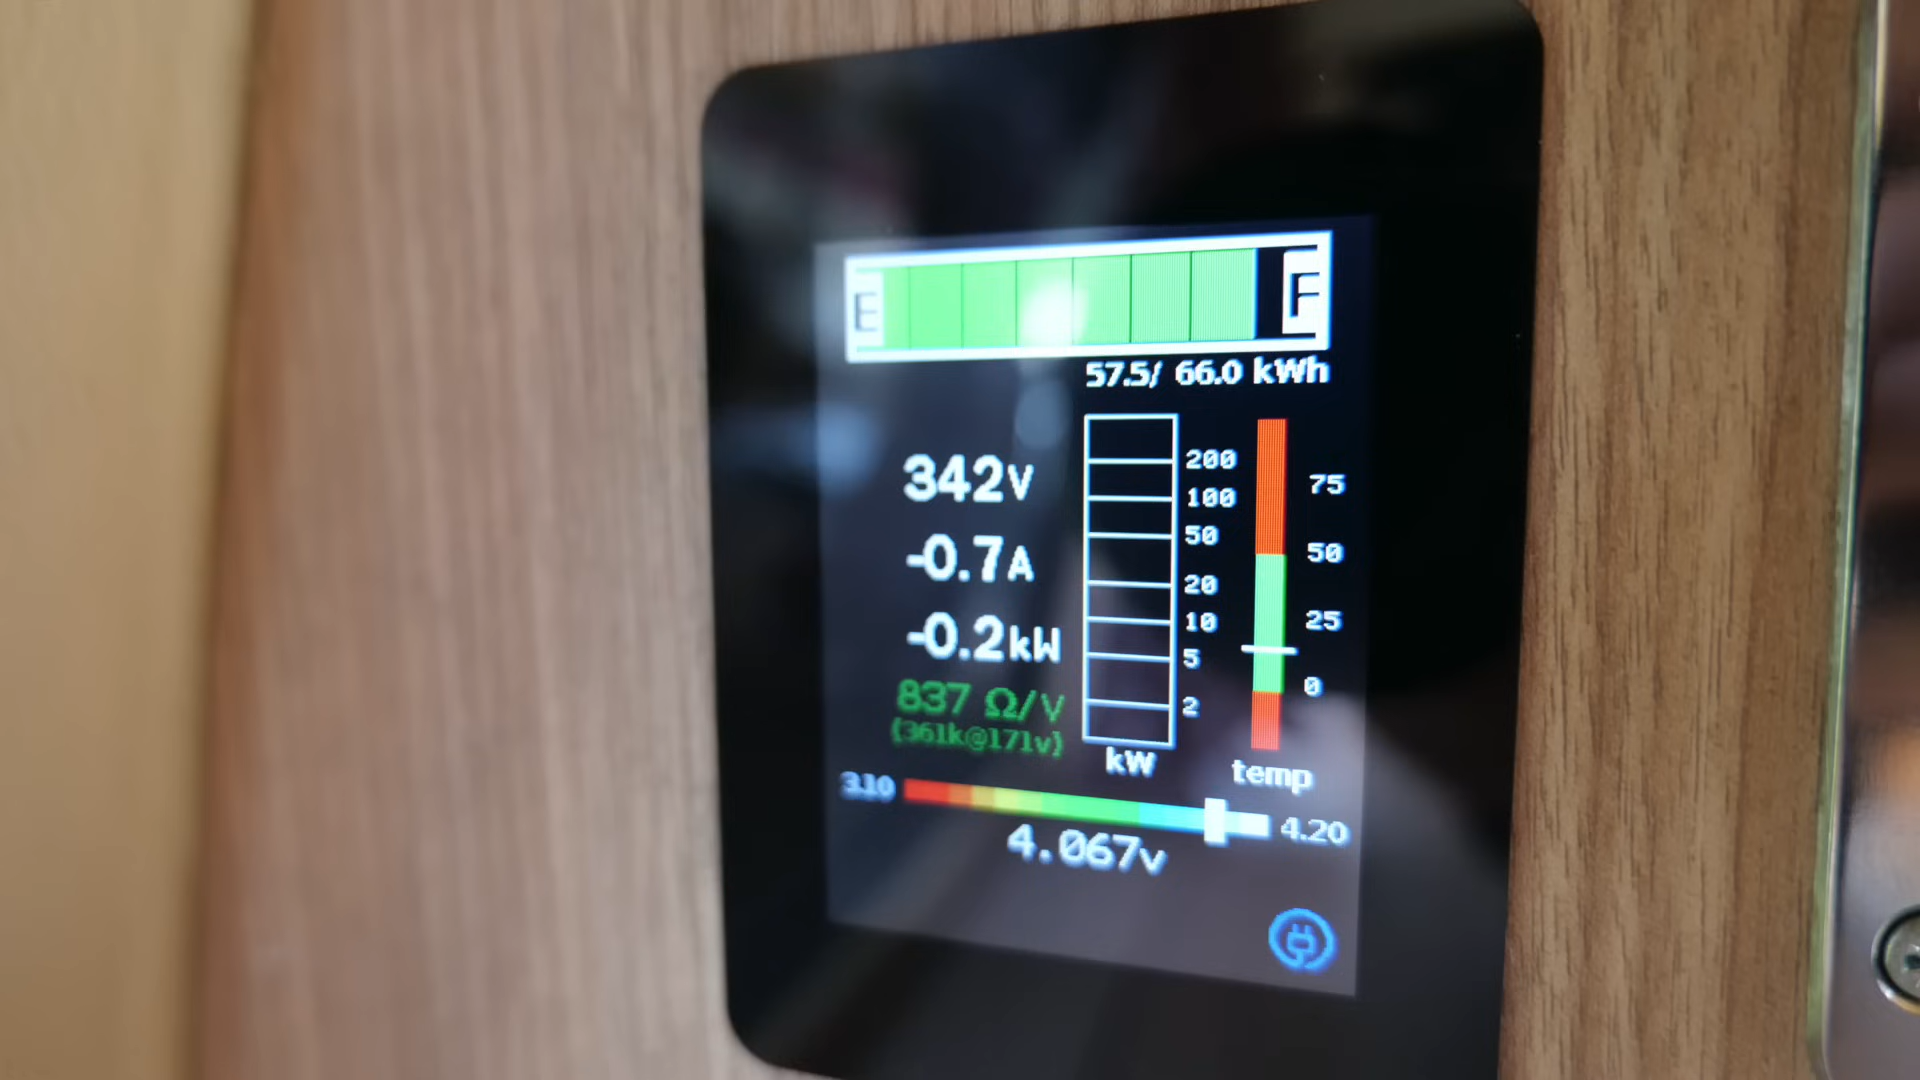 E F
57.5/ 66.0 kWh
342V
-0.7A
-0.2kW
837 Ω/V
(361k@171v)
200
100
50
20
10
5
2
kW
75
50
25
0
temp
3.10
4.20
4.067v